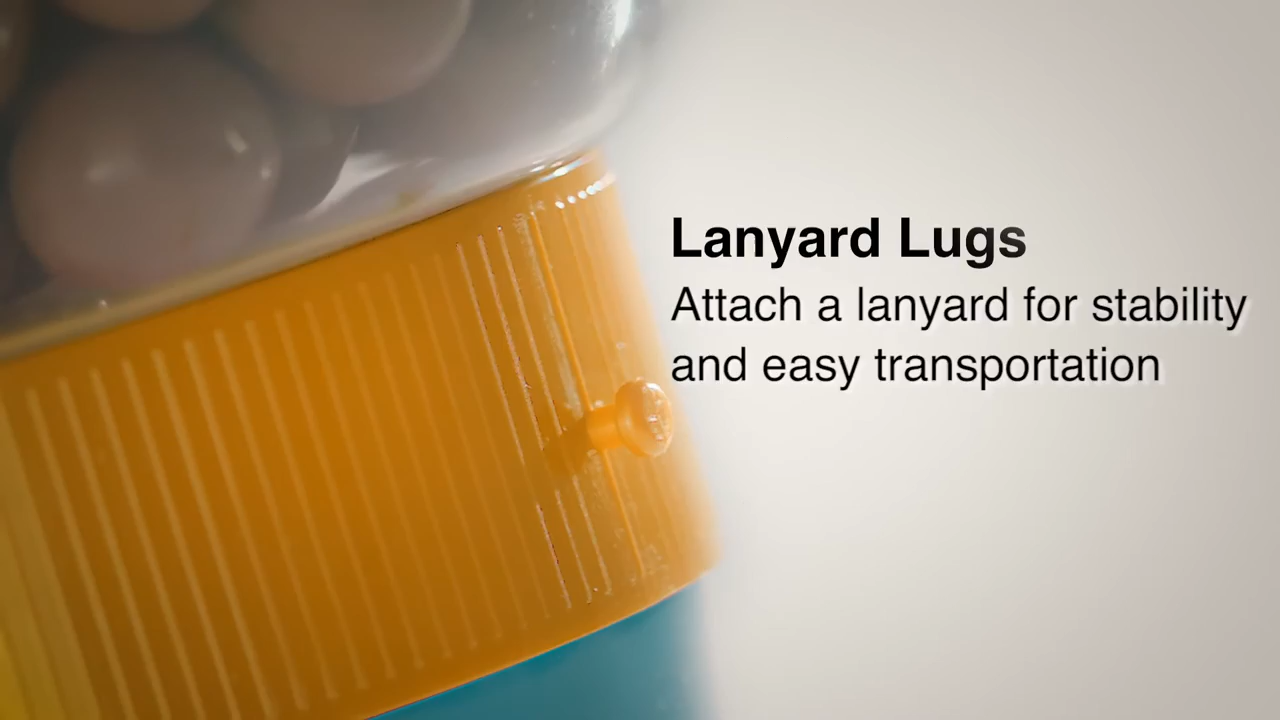 Lanyard Lugs
Attach a lanyard for stability
and easy transportation